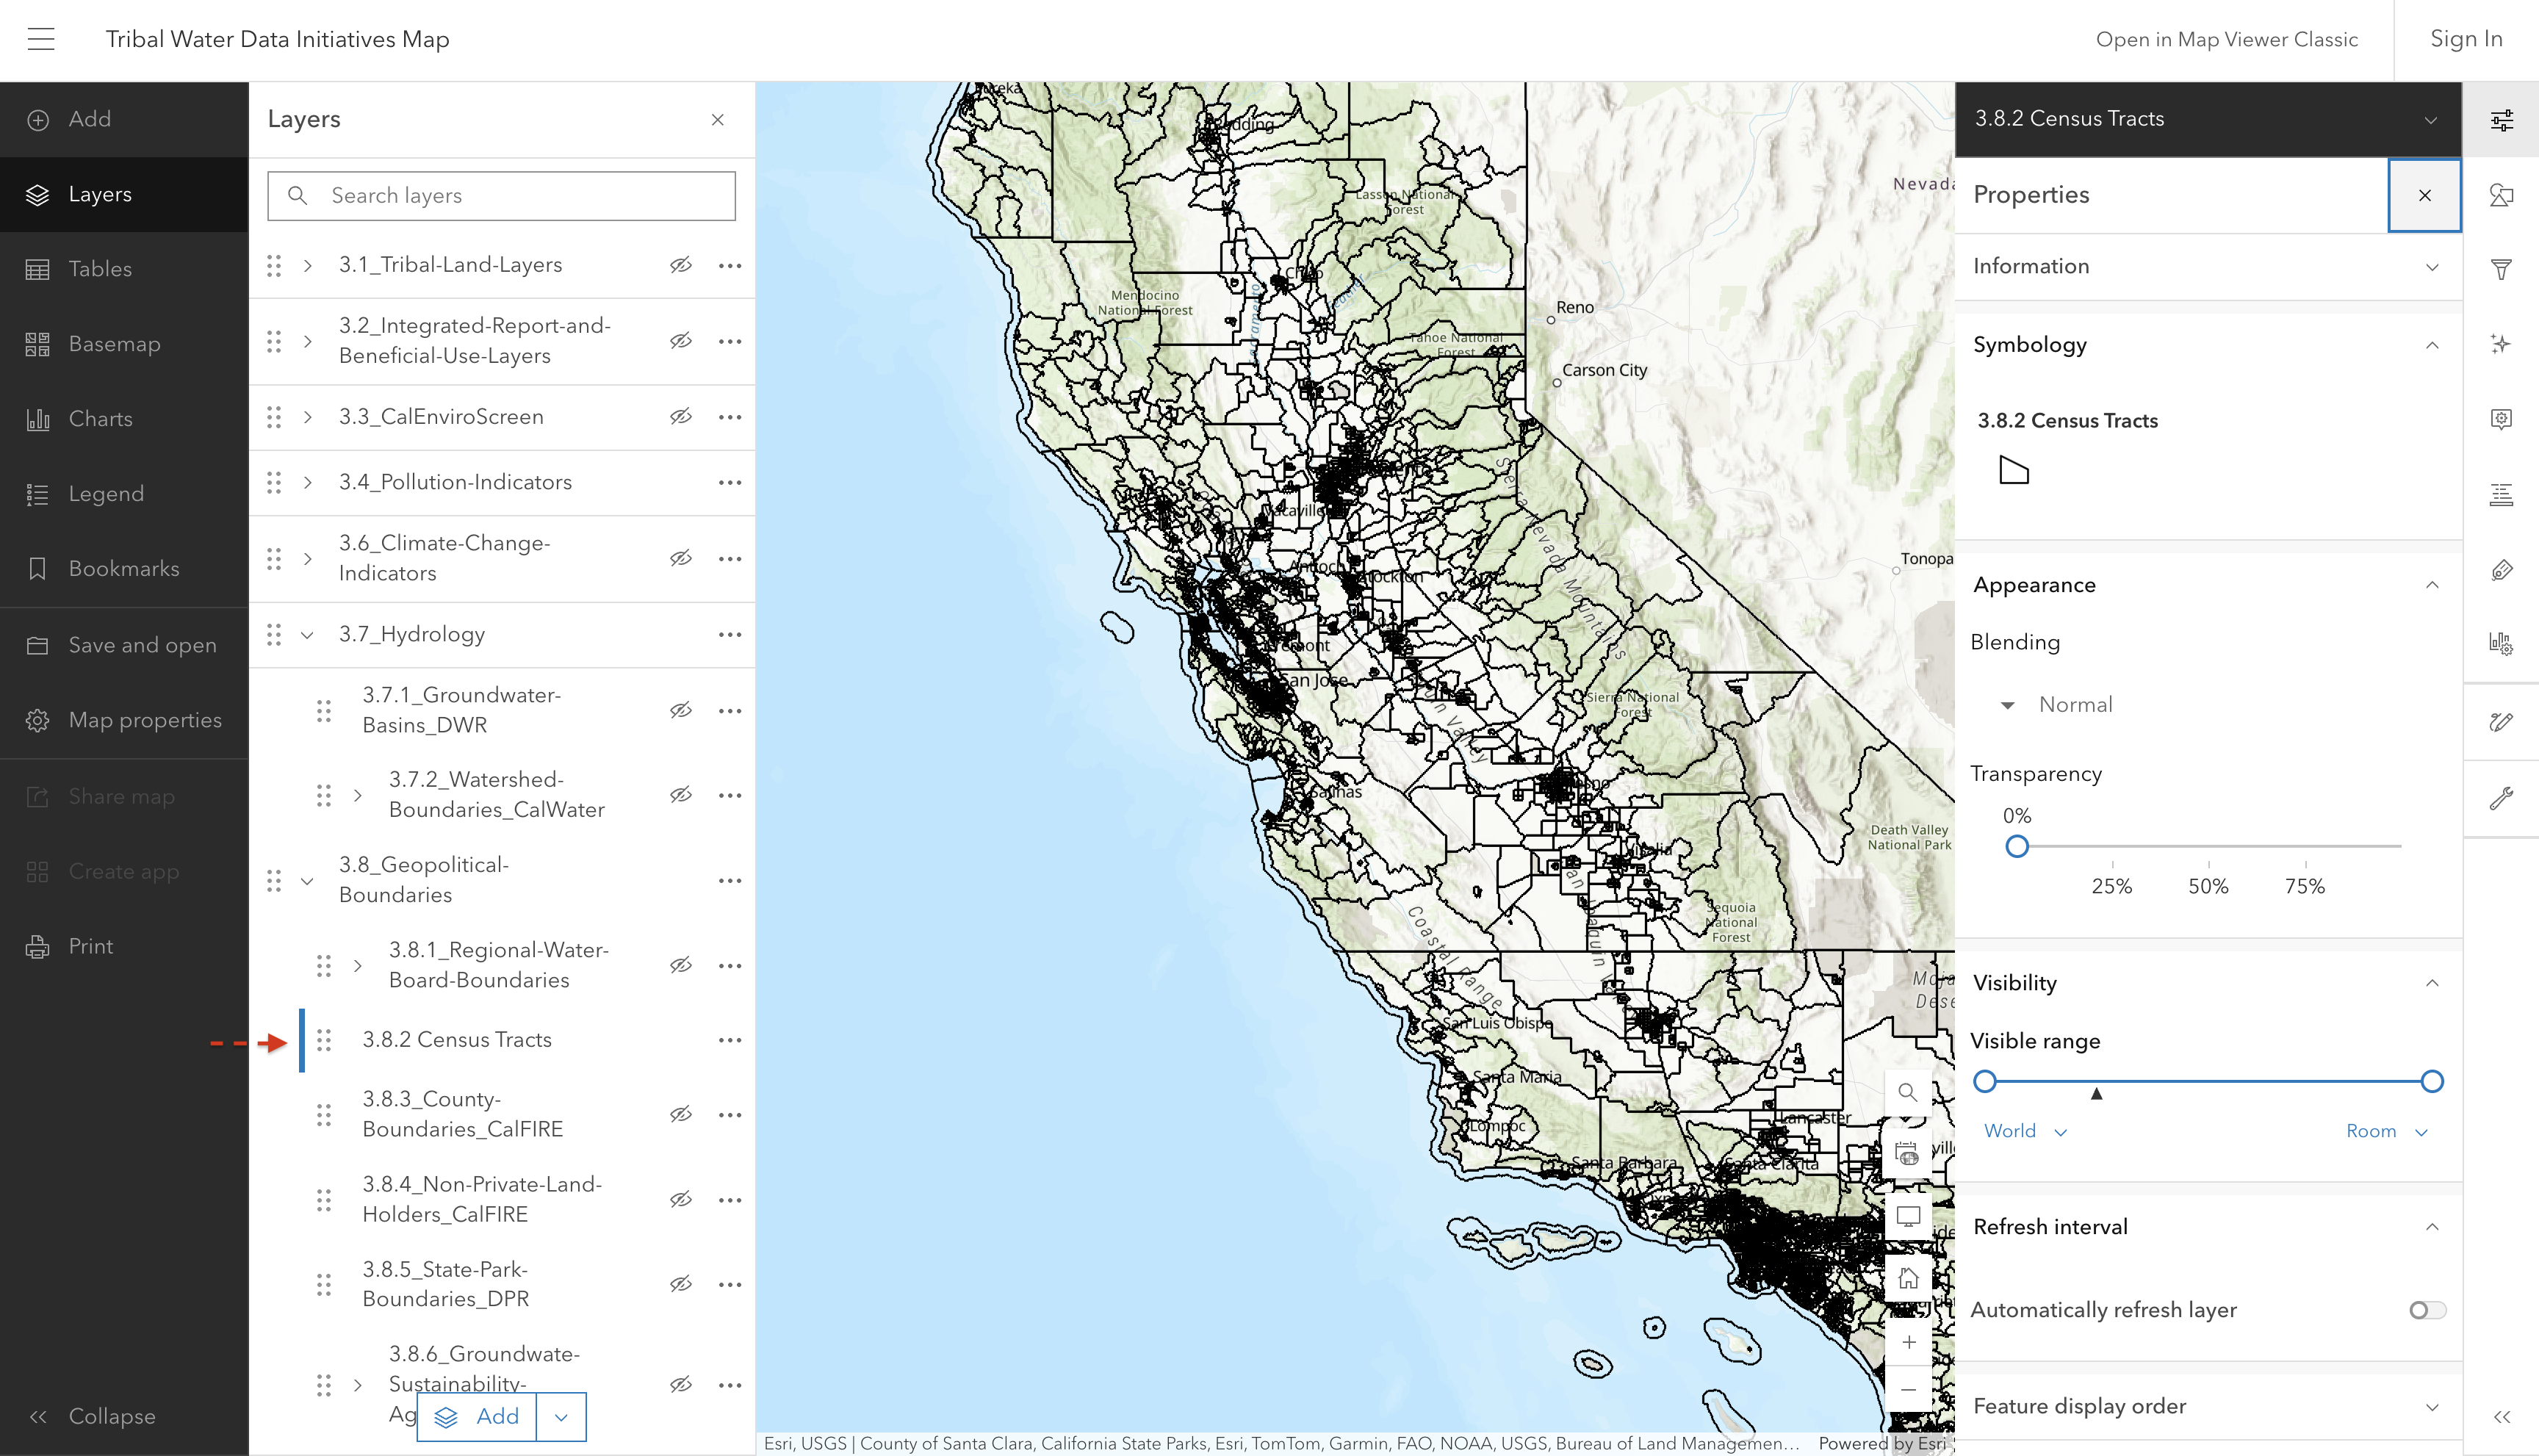 Tribal Water Data Initiatives Map
Open in Map Viewer Classic
Sign In
Add
Layers
Tables
Basemap
Charts
Legend
Bookmarks
Save and open
Map properties
Share map
Create app
Print
Collapse
Layers
Search layers
3.1_Tribal-Land-Layers
3.2_Integrated-Report-and-
Beneficial-Use-Layers
3.3_CalEnviroScreen
3.4_Pollution-Indicators
3.6_Climate-Change-
Indicators
3.7_Hydrology
3.7.1_Groundwater-
Basins_DWR
3.7.2_Watershed-
Boundaries_CalWater
3.8_Geopolitical-
Boundaries
3.8.1_Regional-Water-
Board-Boundaries
3.8.2 Census Tracts
3.8.3_County-
Boundaries_CalFIRE
3.8.4_Non-Private-Land-
Holders_CalFIRE
3.8.5_State-Park-
Boundaries_DPR
3.8.6_Groundwate-
Sustainability-
Ag
Add
Eureka
Redding
Lassen National
Forest
Nevada
Chico
Mendocino
National Forest
Sacramento
Feather
Reno
Tahoe National
Forest
Carson City
Vacaville
Sierra Nevada Mountains
Tonopa
Antioch
Stockton
Fremont
San Jose
Sierra National
Forest
Salinas
Fresno
Visalia
Death Valley
National Park
Sequoia
National
Forest
Coastal Range
San Luis Obispo
Santa Maria
Lompoc
Lancaster
Santa Barbara
Santa Clarita
Esri, USGS | County of Santa Clara, California State Parks, Esri, TomTom, Garmin, FAO, NOAA, USGS, Bureau of Land Managemen...
Powered by Esri
3.8.2 Census Tracts
Properties
Information
Symbology
3.8.2 Census Tracts
Appearance
Blending
Normal
Transparency
0%
25% 50% 75%
Visibility
Visible range
World
Room
Refresh interval
Automatically refresh layer
Feature display order